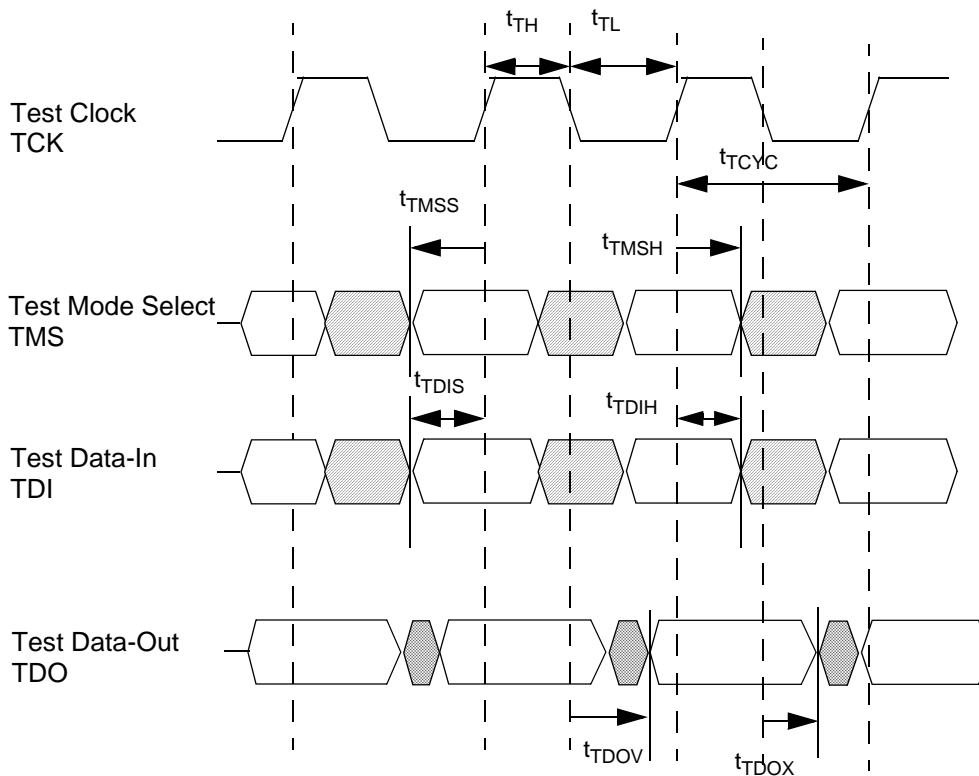 tTH
tTL
Test Clock
TCK
tTCYC
tTMSS
tTMSH
Test Mode Select
TMS
tTDIS
tTDIH
Test Data-In
TDI
Test Data-Out
TDO
tTDOV
tTDOX